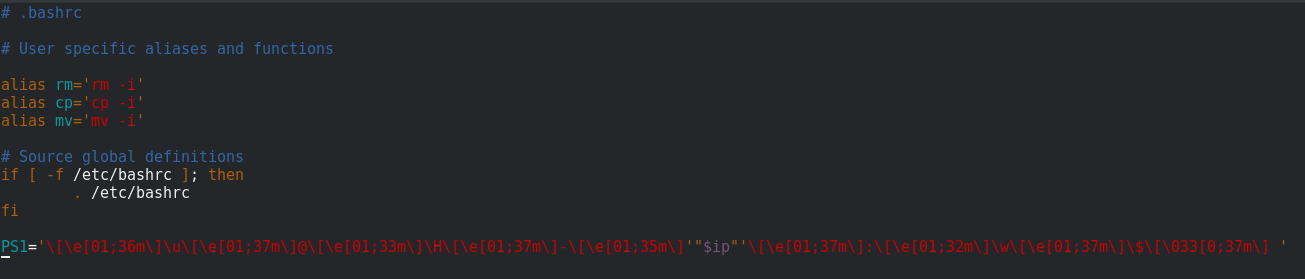 # .bashrc
# User specific aliases and functions
alias rm='rm -i'
alias cp='cp -i'
alias mv='mv -i'
# Source global definitions
if [ -f /etc/bashrc ]; then
        . /etc/bashrc
fi
PS1='\[\e[01;36m\]\u\[\e[01;37m\]@\[\e[01;33m\]\H\[\e[01;37m\]-\[\e[01;35m\]'"$ip"'\[\e[01;37m\]:\[\e[01;32m\]\w\[\e[01;37m\]\$\[\033[0;37m\] '